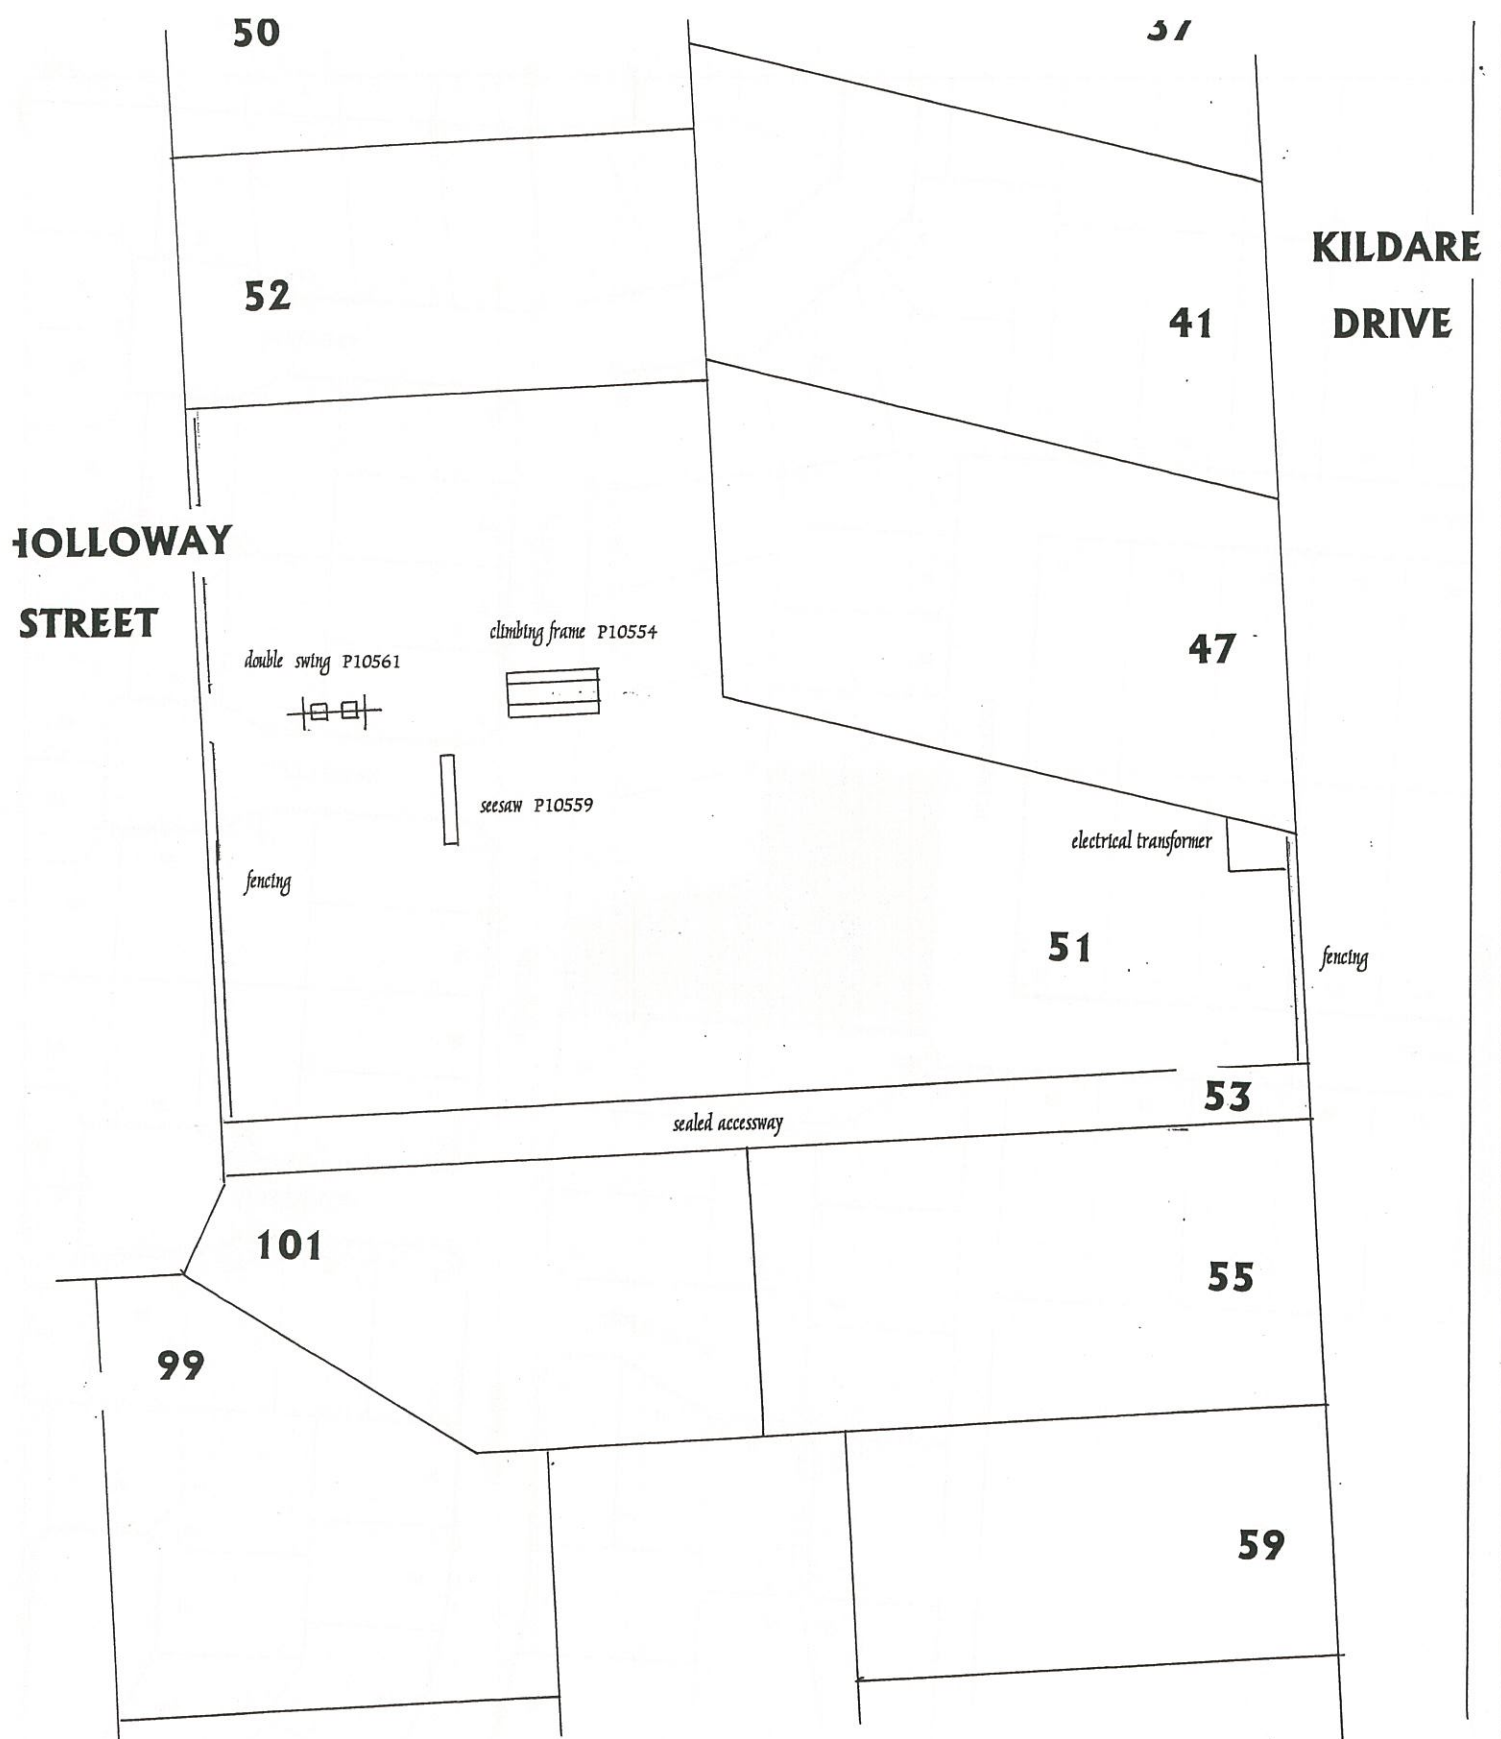 50
37
KILDARE
DRIVE
52
41
HOLLOWAY
STREET
climbing frame P10554
double swing P10561
47
seesaw P10559
electrical transformer
fencing
51
fencing
53
sealed accessway
101
55
99
59